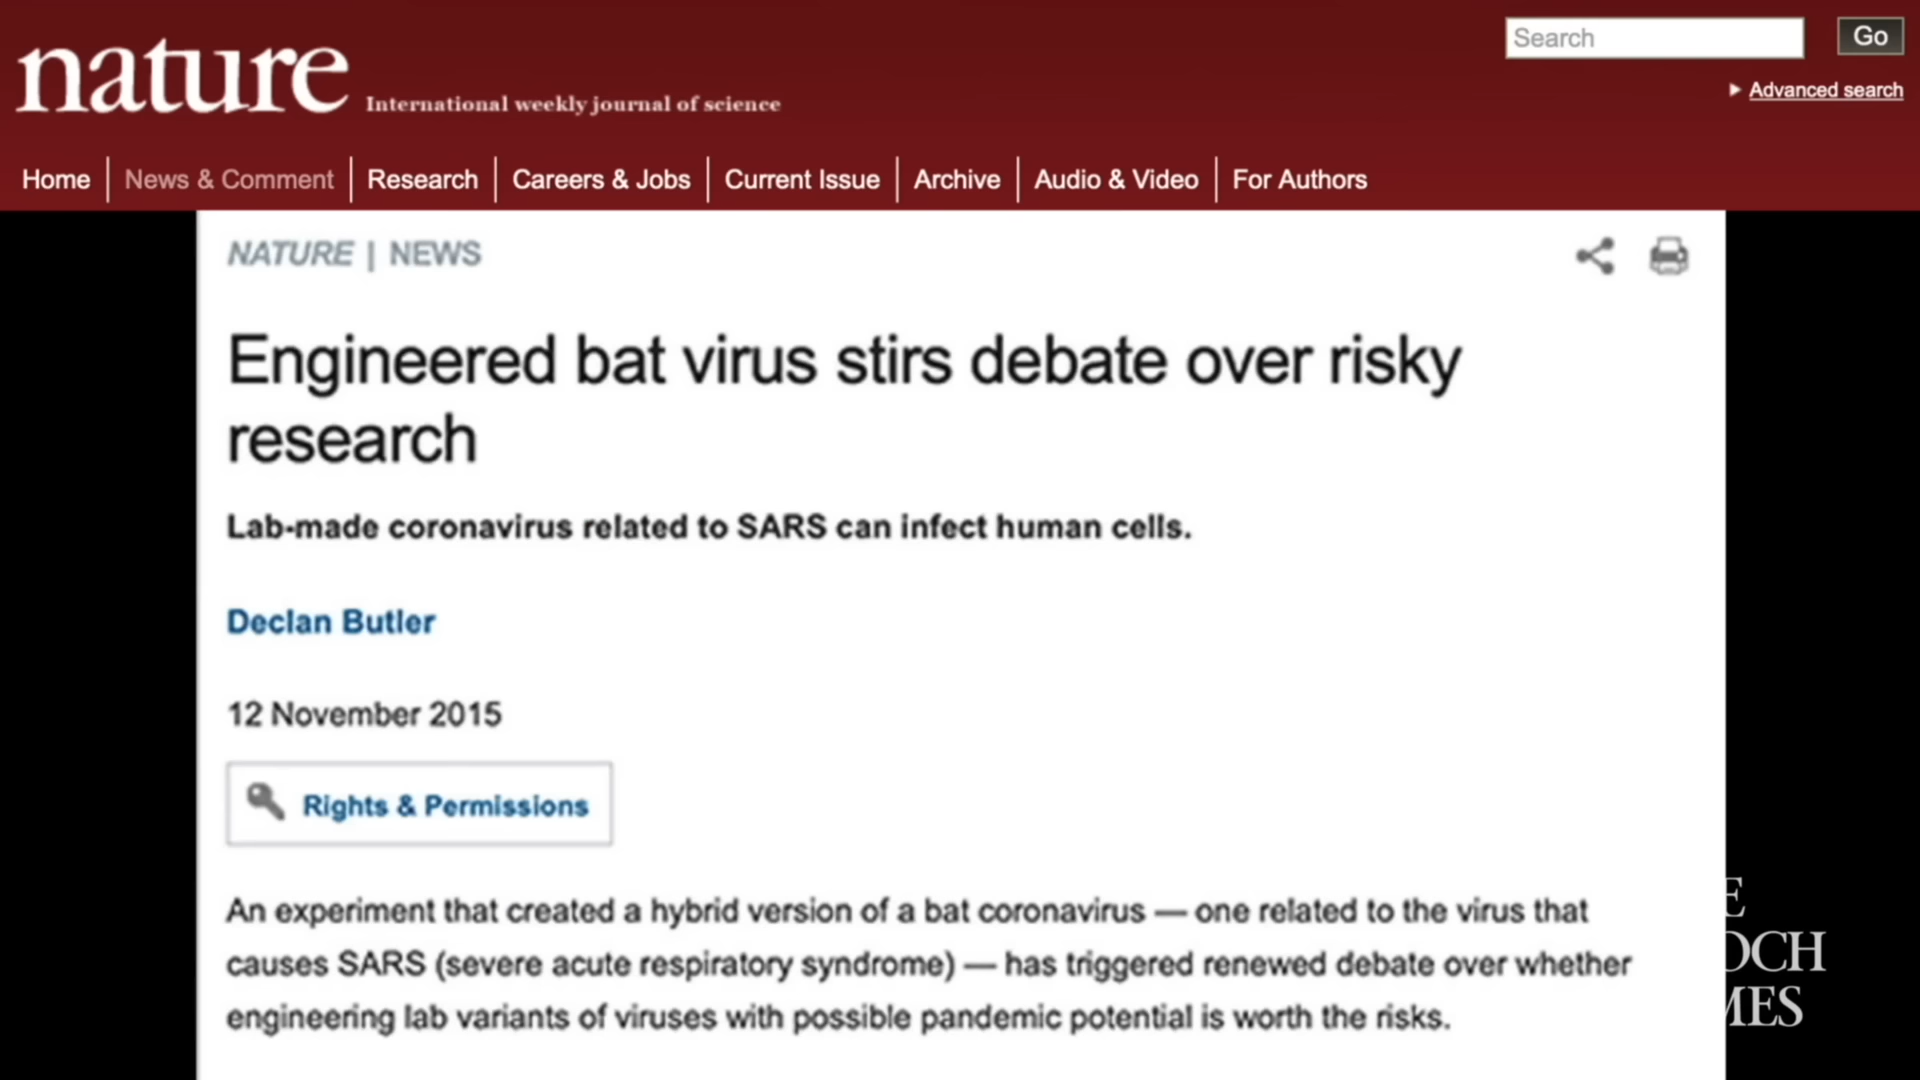 nature International weekly journal of science
Search Go
Advanced search
Home News & Comment Research Careers & Jobs Current Issue Archive Audio & Video For Authors
NATURE | NEWS
Engineered bat virus stirs debate over risky
research
Lab-made coronavirus related to SARS can infect human cells.
Declan Butler
12 November 2015
Rights & Permissions
An experiment that created a hybrid version of a bat coronavirus — one related to the virus that
causes SARS (severe acute respiratory syndrome) — has triggered renewed debate over whether
engineering lab variants of viruses with possible pandemic potential is worth the risks.